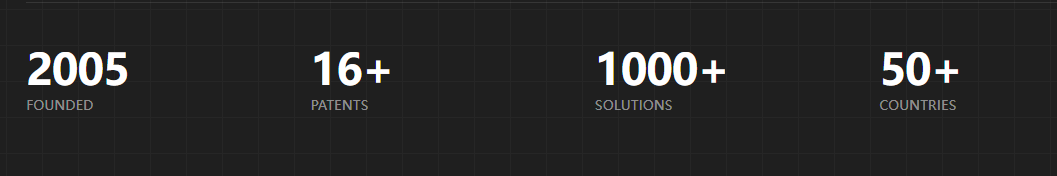 2005 16+ 1000+ 50+
FOUNDED PATENTS SOLUTIONS COUNTRIES